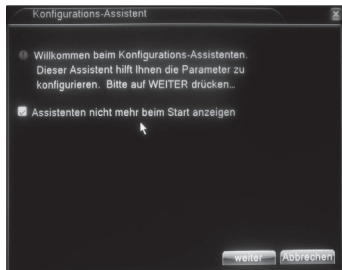 Konfigurations-Assistent
Willkommen beim Konfigurations-Assistenten.
Dieser Assistent hilft Ihnen die Parameter zu
konfigurieren. Bitte auf WEITER drücken...
Assistenten nicht mehr beim Start anzeigen
weiter Abbrechen